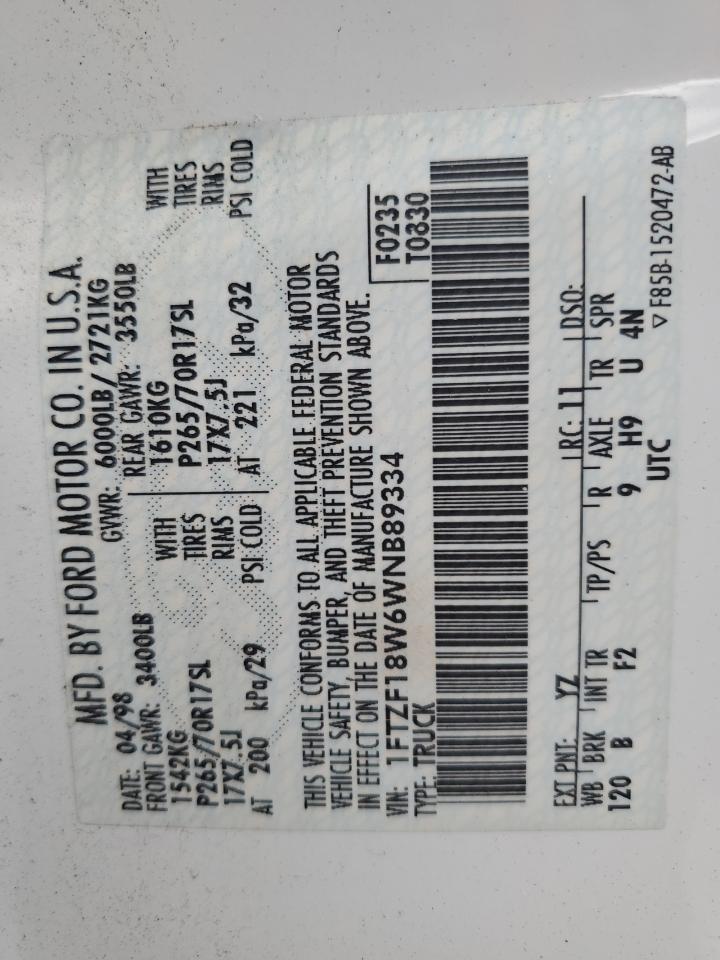 MFD. BY FORD MOTOR CO. IN U.S.A.
DATE: 04/98 GVWR: 6000LB/ 2721KG
FRONT GAWR: 3400LB REAR GAWR: 3550LB
1542KG WITH 1610KG WITH
P265/70R17SL TIRES P265/70R17SL TIRES
17X7.5J RIMS 17X7.5J RIMS
AT 200 kPa/29 PSI COLD AT 221 kPa/32 PSI COLD
THIS VEHICLE CONFORMS TO ALL APPLICABLE FEDERAL MOTOR
VEHICLE SAFETY, BUMPER, AND THEFT PREVENTION STANDARDS
IN EFFECT ON THE DATE OF MANUFACTURE SHOWN ABOVE.
VIN: 1FTZF18W6WNB89334 F0235
TYPE: TRUCK T0830
EXT PNT: YZ RC: 11 DSO:
WB BRK INT TR TP/PS R AXLE TR SPR
120 B F2 9 H9 U 4N
UTC ▽ F85B-1520472-AB